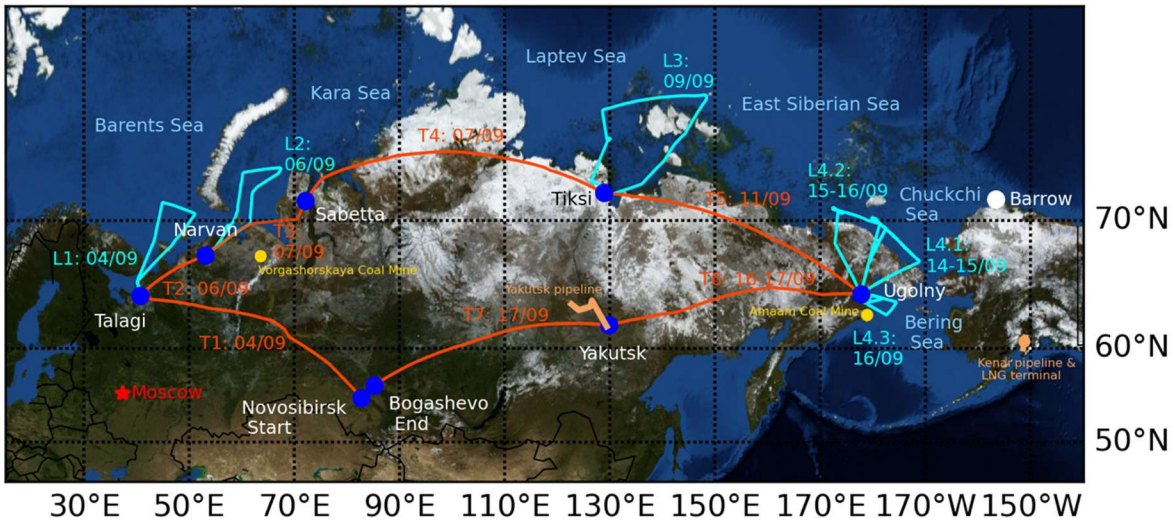 Laptev Sea
L3:
09/09
Kara Sea
East Siberian Sea
Barents Sea
T4: 07/09
L2:
06/09
L4.2:
15-16/09
Chuckchi
Sea
Barrow
Tiksi
T5: 11/09
Sabetta
70°N
Narvan
T3
07/09
L1: 04/09
L4.1:
14-15/09
Vorgashorskaya Coal Mine
T2: 06/09
T6: 16-17/09
Yakutsk pipeline
Ugolny
Talagi
T7: 17/09
Amaam Coal Mine
Bering
Sea
T1: 04/09
L4.3:
16/09
Yakutsk
60°N
Kenai pipeline &
LNG terminal
Moscow
Novosibirsk
Start
Bogashevo
End
50°N
30°E 50°E 70°E 90°E 110°E 130°E 150°E 170°E 170°W 150°W